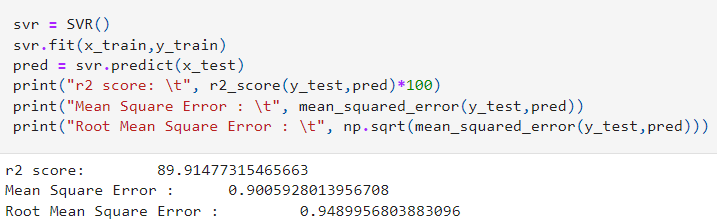 svr = SVR()
svr.fit(x_train,y_train)
pred = svr.predict(x_test)
print("r2 score: \t", r2_score(y_test,pred)*100)
print("Mean Square Error : \t", mean_squared_error(y_test,pred))
print("Root Mean Square Error : \t", np.sqrt(mean_squared_error(y_test,pred)))
r2 score: 	 89.91477315465663
Mean Square Error : 	 0.9005928013956708
Root Mean Square Error : 	 0.9489956803883096